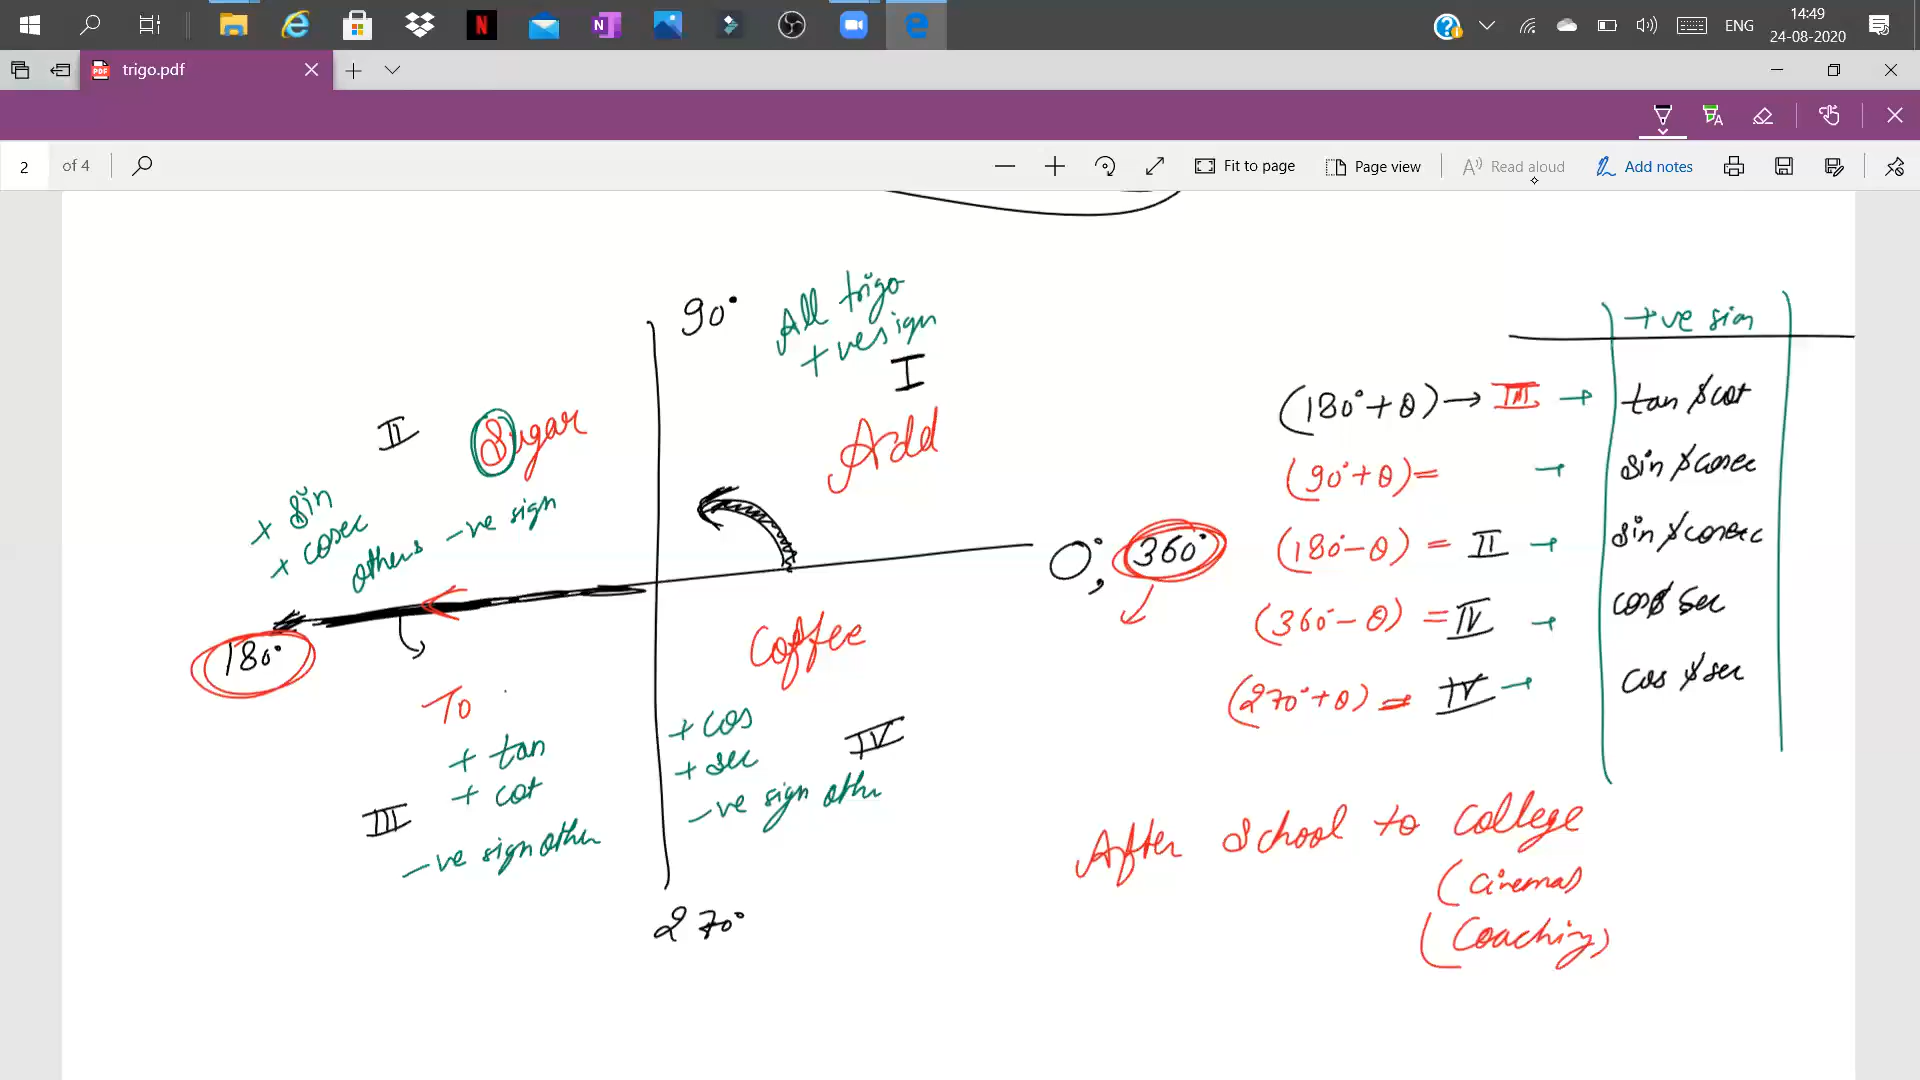 14:49
ENG
24-08-2020
trigo.pdf
2 of 4
Fit to page
Page view
Read aloud
Add notes
90°
All trigo
+ve sign
I
Add
II
Sugar
+ Sin
+ cosec
others -ve sign
0°, 360°
180°
To
+ tan
+ cot
III
-ve sign other
Coffee
+ cos
+ sec
IV
-ve sign othe
270°
+ve sign
(180°+θ) → III → tan & cot
(90°+θ)= → sin & cosec
(180-θ) = II → sin & cosec
(360-θ) = IV → cos & sec
(270°+θ) = IV → cos & sec
After School to College
(Cinema)
(Coaching)